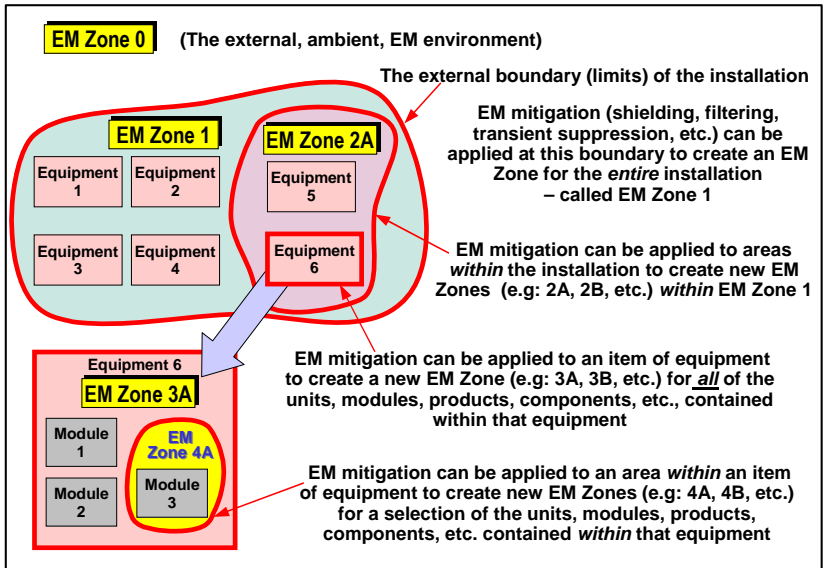 EM Zone 0 (The external, ambient, EM environment)
The external boundary (limits) of the installation
EM mitigation (shielding, filtering,
transient suppression, etc.) can be
applied at this boundary to create an EM
Zone for the entire installation
– called EM Zone 1
EM Zone 1
EM Zone 2A
Equipment
1
Equipment
2
Equipment
5
Equipment
3
Equipment
4
Equipment
6
EM mitigation can be applied to areas
within the installation to create new EM
Zones (e.g: 2A, 2B, etc.) within EM Zone 1
EM mitigation can be applied to an item of equipment
to create a new EM Zone (e.g: 3A, 3B, etc.) for all of the
units, modules, products, components, etc., contained
within that equipment
Equipment 6
EM Zone 3A
Module
1
EM
Zone 4A
Module
2
Module
3
EM mitigation can be applied to an area within an item
of equipment to create new EM Zones (e.g: 4A, 4B, etc.)
for a selection of the units, modules, products,
components, etc. contained within that equipment